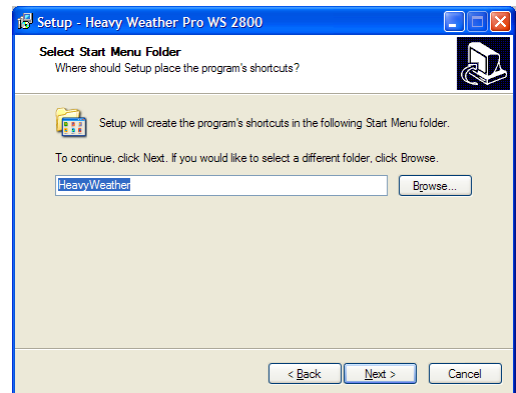 Setup - Heavy Weather Pro WS 2800
Select Start Menu Folder
Where should Setup place the program's shortcuts?
Setup will create the program's shortcuts in the following Start Menu folder.
To continue, click Next. If you would like to select a different folder, click Browse.
HeavyWeather
Browse...
< Back
Next >
Cancel